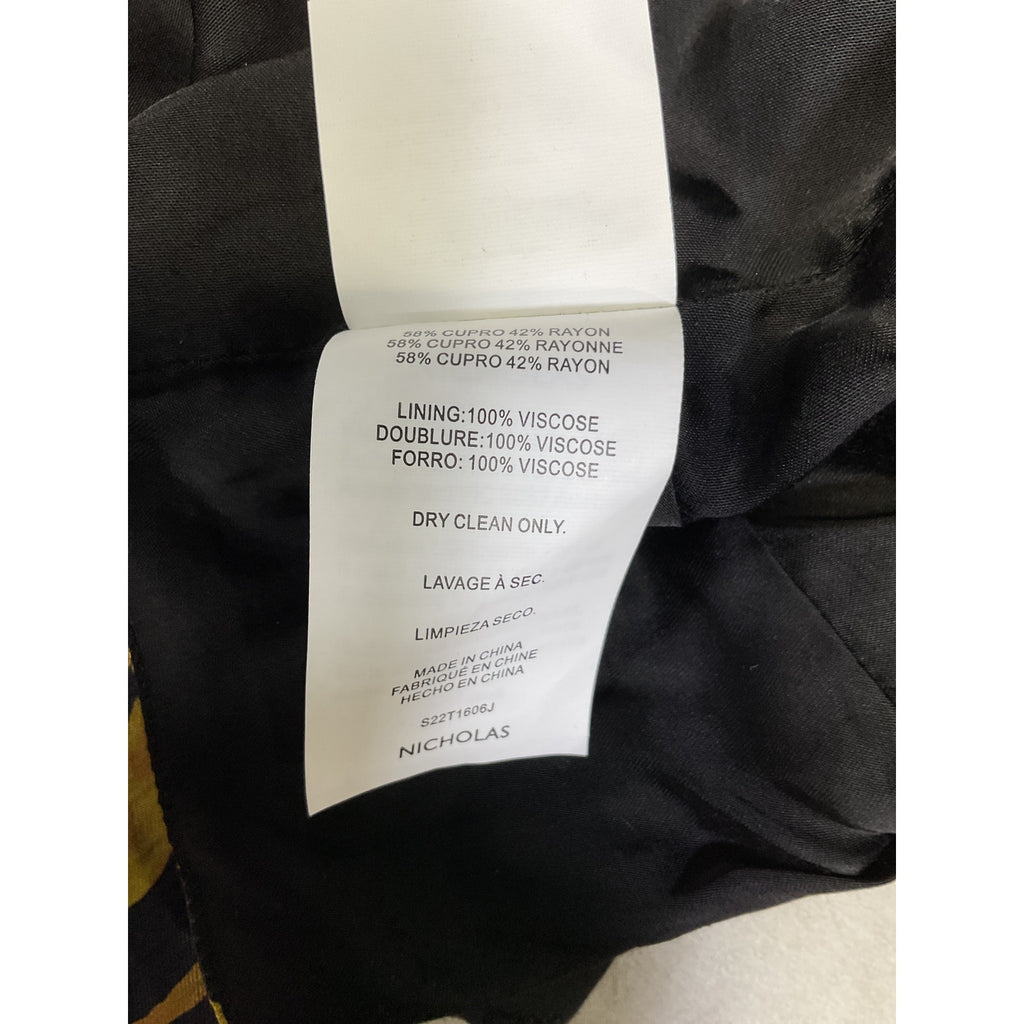 58% CUPRO 42% RAYON
58% CUPRO 42% RAYONNE
58% CUPRO 42% RAYON
LINING:100% VISCOSE
DOUBLURE:100% VISCOSE
FORRO: 100% VISCOSE
DRY CLEAN ONLY.
LAVAGE À SEC.
LIMPIEZA SECO.
MADE IN CHINA
FABRIQUÉ EN CHINE
HECHO EN CHINA
S22T1606J
NICHOLAS